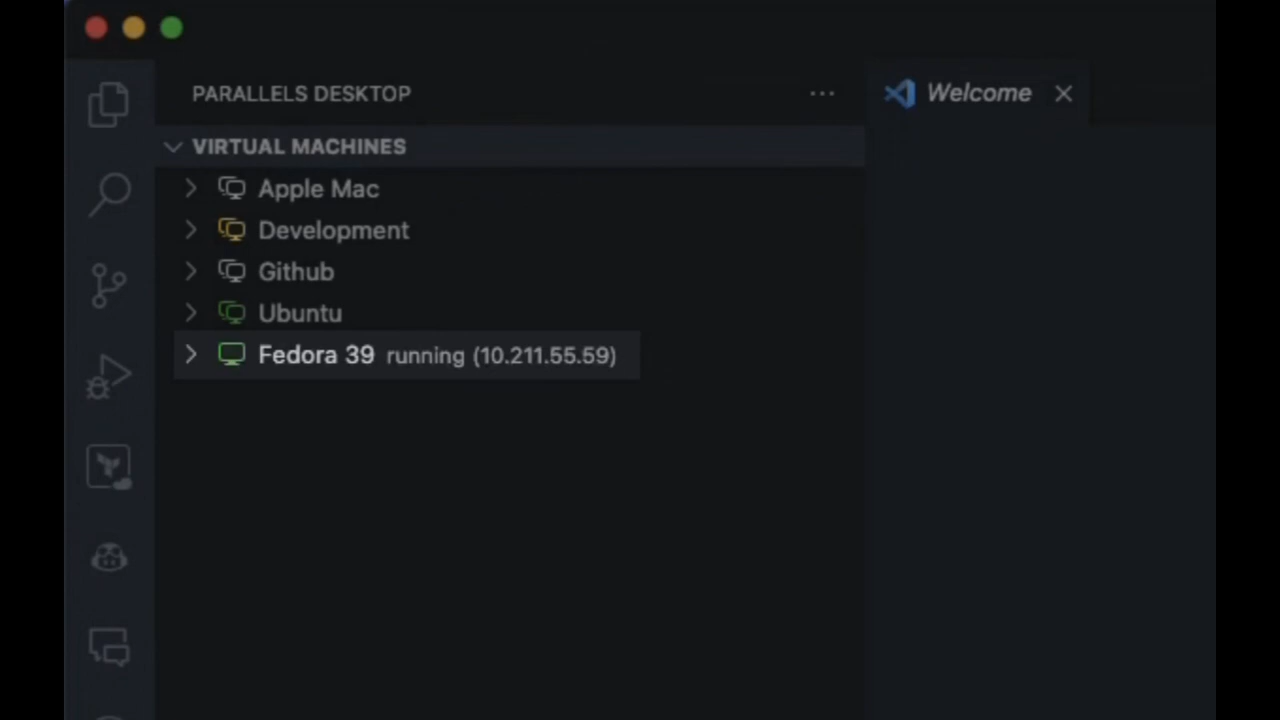 PARALLELS DESKTOP
Welcome
VIRTUAL MACHINES
Apple Mac
Development
Github
Ubuntu
Fedora 39 running (10.211.55.59)